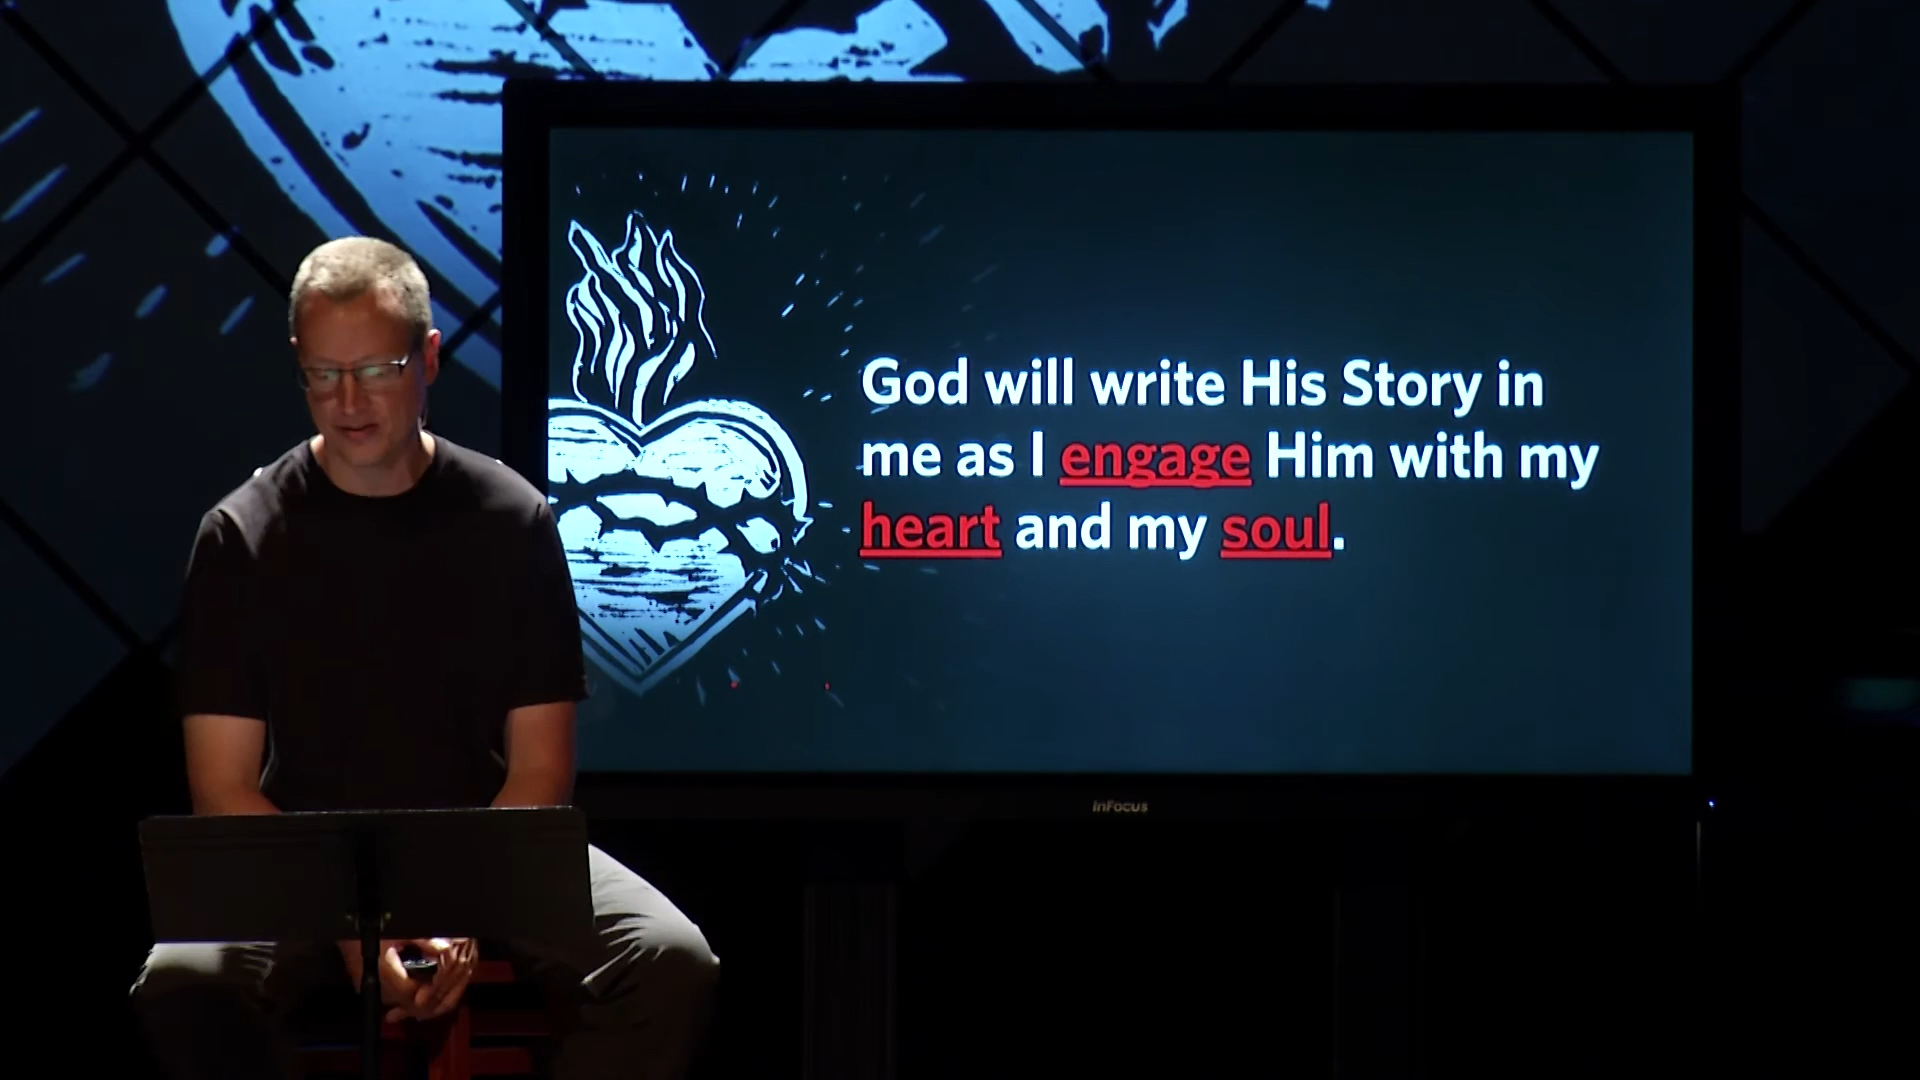 God will write His Story in
me as I engage Him with my
heart and my soul.
InFocus